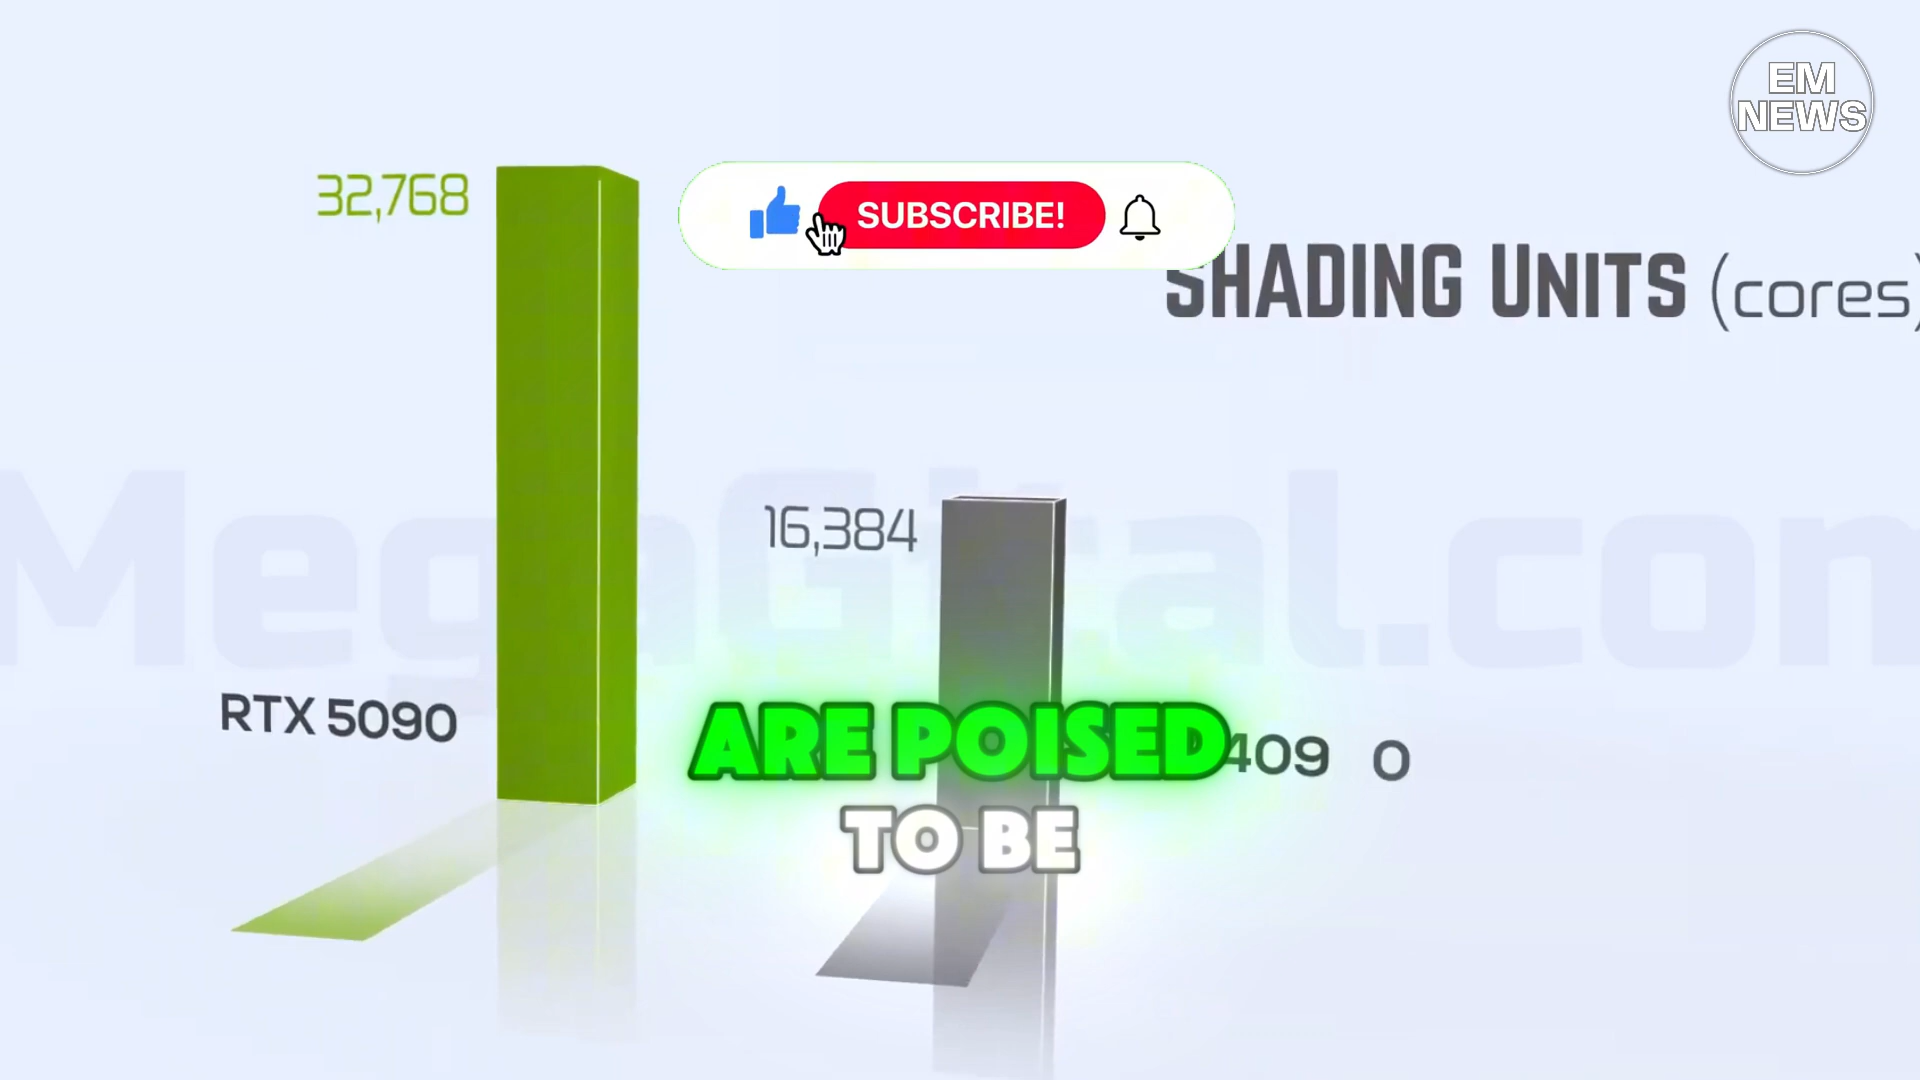 EM
NEWS
32,768
SUBSCRIBE!
SHADING UNITS (cores)
16,384
RTX 5090
ARE POISED
409 0
TO BE